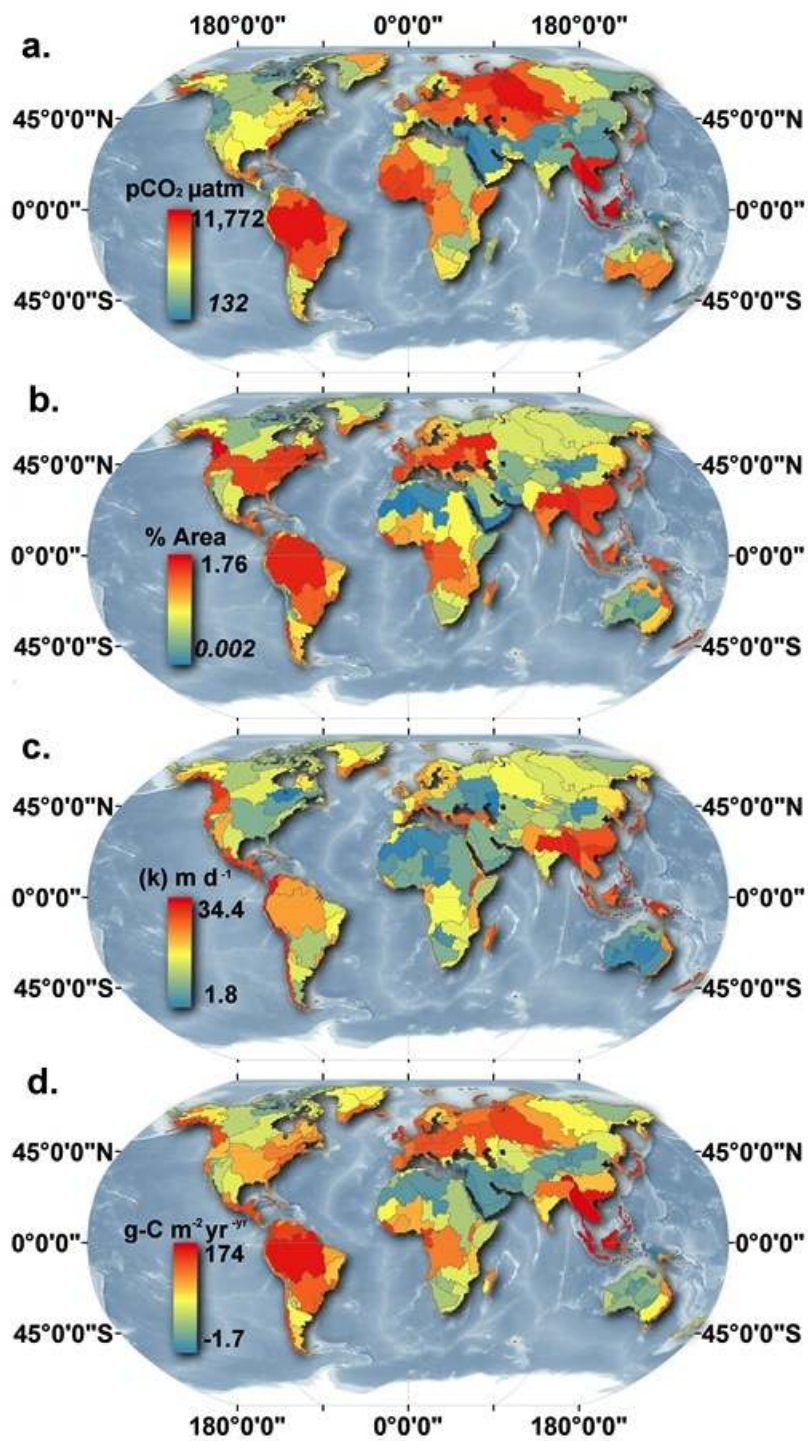 180°0'0" 0°0'0" 180°0'0"
a.
45°0'0"N 45°0'0"N
pCO₂ µatm
0°0'0" 11,772 0°0'0"
132
45°0'0"S 45°0'0"S
b.
45°0'0"N 45°0'0"N
% Area
0°0'0" 1.76 0°0'0"
0.002
45°0'0"S 45°0'0"S
c.
45°0'0"N 45°0'0"N
(k) m d⁻¹
0°0'0" 34.4 0°0'0"
1.8
45°0'0"S 45°0'0"S
d.
45°0'0"N 45°0'0"N
g-C m⁻² yr⁻ʸʳ
0°0'0" 174 0°0'0"
-1.7
45°0'0"S 45°0'0"S
180°0'0" 0°0'0" 180°0'0"